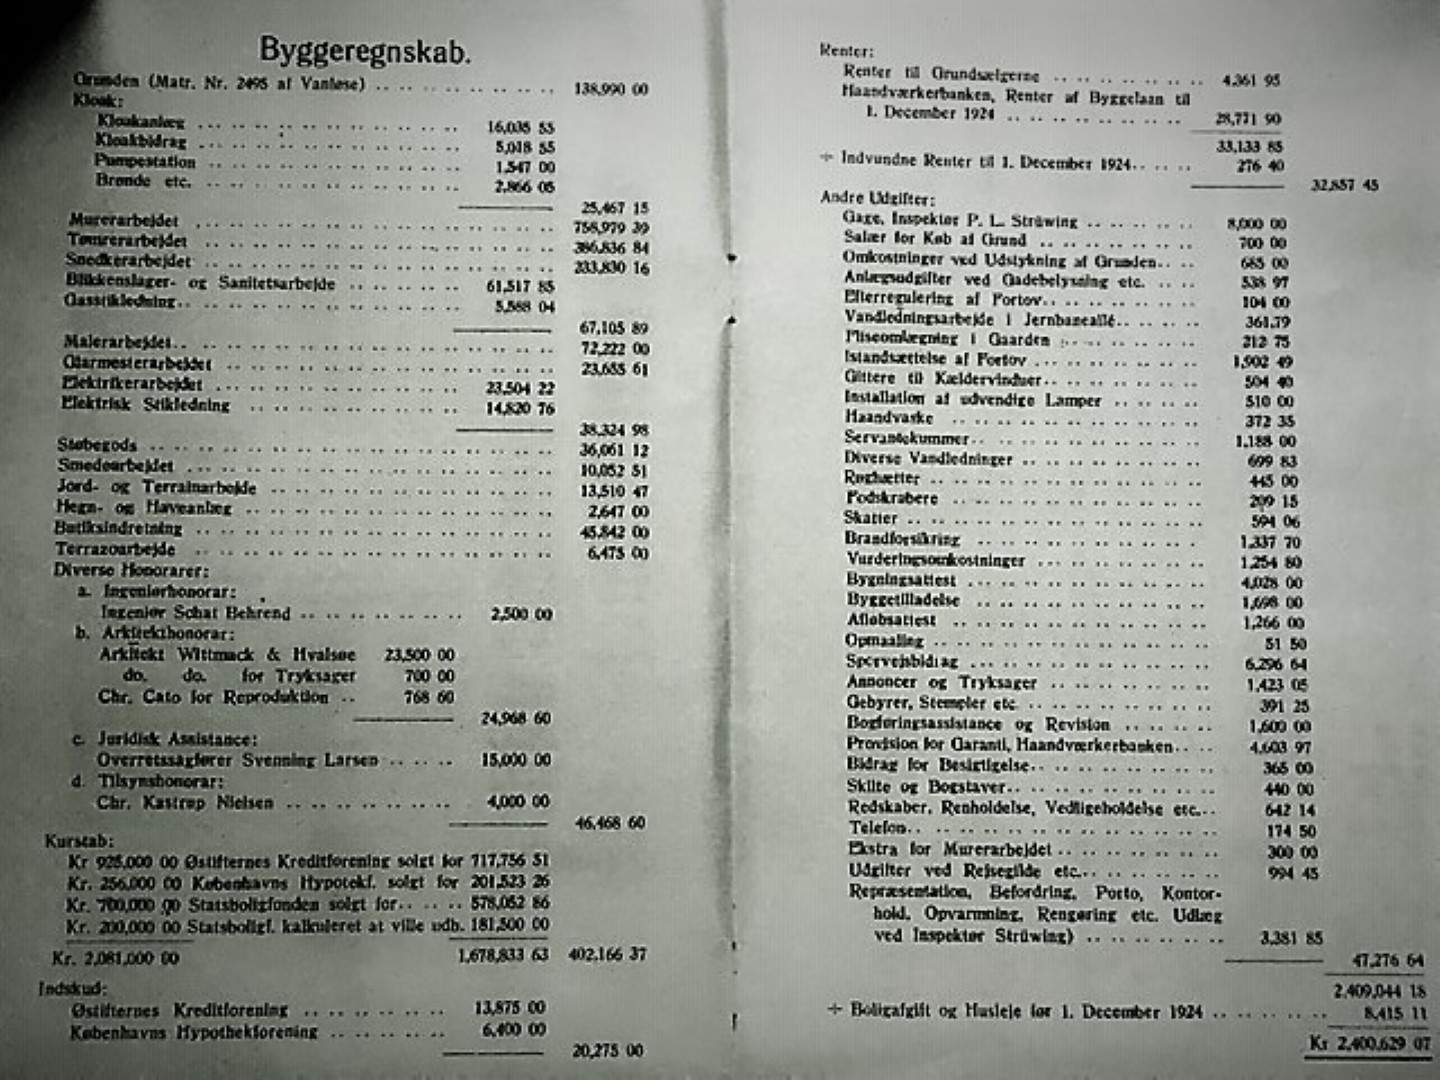 Byggeregnskab.
Grunden (Matr. Nr. 2495 af Vanløse) .. .. .. .. .. .. .. .. 138,990 00
Kloak:
Kloakanlæg .. .. .. .. .. .. .. .. .. 16,035 55
Kloakbidrag .. .. .. .. .. .. .. .. .. 5,018 55
Pumpestation .. .. .. .. .. .. .. .. .. 1,547 00
Brønde etc. .. .. .. .. .. .. .. .. .. 2,866 05
25,467 15
Murerarbejdet .. .. .. .. .. .. .. .. .. 758,979 39
Tømrerarbejdet .. .. .. .. .. .. .. .. .. 386,836 84
Snedkerarbejdet .. .. .. .. .. .. .. .. .. 233,830 16
Blikkenslager- og Sanitetsarbejde .. .. .. .. 61,517 85
Gasstikledning.. .. .. .. .. .. .. .. .. 5,588 04
67,105 89
Malerarbejdet.. .. .. .. .. .. .. .. .. 72,222 00
Glarmesterarbejdet .. .. .. .. .. .. .. .. 23,655 61
Elektrikerarbejdet .. .. .. .. .. .. .. .. 23,504 22
Elektrisk Stikledning .. .. .. .. .. .. .. 14,820 76
38,324 98
Støbegods .. .. .. .. .. .. .. .. .. 36,061 12
Smedearbejdet .. .. .. .. .. .. .. .. .. 10,052 51
Jord- og Terrainarbejde .. .. .. .. .. .. .. 13,510 47
Hegn- og Haveanlæg .. .. .. .. .. .. .. 2,647 00
Butiksindretning .. .. .. .. .. .. .. .. 45,842 00
Terrazoarbejde .. .. .. .. .. .. .. .. 6,475 00
Diverse Honorarer:
a. Ingeniørhonorar:
Ingeniør Schat Behrend .. .. .. .. .. 2,500 00
b. Arkitekthonorar:
Arkitekt Wittmack & Hvalsøe 23,500 00
do. do. for Tryksager 700 00
Chr. Cato for Reproduktion .. 768 60
24,968 60
c. Juridisk Assistance:
Overretssagfører Svenning Larsen .. .. .. 15,000 00
d. Tilsynshonorar:
Chr. Kastrup Nielsen .. .. .. .. .. .. 4,000 00
46,468 60
Kurstab:
Kr 925,000 00 Østifternes Kreditforening solgt for 717,756 51
Kr. 256,000 00 Københavns Hypotekf. solgt for 201,523 26
Kr. 700,000 00 Statsboligfonden solgt for.. .. .. 578,052 86
Kr. 200,000 00 Statsboligf. kalkuleret at ville udb. 181,500 00
Kr. 2,081,000 00 1,678,833 63 402,166 37
Indskud:
Østifternes Kreditforening .. .. .. .. .. 13,875 00
Københavns Hypothekforening .. .. .. .. 6,400 00
20,275 00
Renter:
Renter til Grundsælgerne .. .. .. .. .. 4,361 95
Haandværkerbanken, Renter af Byggelaan til
1. December 1924 .. .. .. .. .. .. 28,771 90
33,133 85
÷ Indvundne Renter til 1. December 1924.. .. .. 276 40
32,857 45
Andre Udgifter:
Gage, Inspektør P. L. Strüwing .. .. .. .. 8,000 00
Salær for Køb af Grund .. .. .. .. .. 700 00
Omkostninger ved Udstykning af Grunden.. .. 685 00
Anlægsudgifter ved Gadebelysning etc. .. .. 538 97
Efterregulering af Fortov.. .. .. .. .. .. 104 00
Vandledningsarbejde i Jernbaneallé.. .. .. .. 361.79
Fliseomlægning i Gaarden .. .. .. .. .. 212 75
Istandsættelse af Fortov .. .. .. .. .. .. 1,902 49
Gittere til Kældervinduer.. .. .. .. .. .. 504 40
Installation af udvendige Lamper .. .. .. .. 510 00
Haandvaske .. .. .. .. .. .. .. .. 372 35
Servantekummer.. .. .. .. .. .. .. .. 1,188 00
Diverse Vandledninger .. .. .. .. .. .. 699 83
Røghætter .. .. .. .. .. .. .. .. 445 00
Fodskrabere .. .. .. .. .. .. .. .. 209 15
Skatter .. .. .. .. .. .. .. .. .. 594 06
Brandforsikring .. .. .. .. .. .. .. 1,337 70
Vurderingsomkostninger .. .. .. .. .. .. 1,254 80
Bygningsattest .. .. .. .. .. .. .. 4,028 00
Byggetilladelse .. .. .. .. .. .. .. 1,698 00
Afløbsattest .. .. .. .. .. .. .. .. 1,266 00
Opmaaling .. .. .. .. .. .. .. .. 51 50
Sporvejsbidrag .. .. .. .. .. .. .. .. 6,296 64
Annoncer og Tryksager .. .. .. .. .. .. 1,423 05
Gebyrer, Stempler etc. .. .. .. .. .. .. 391 25
Bogføringsassistance og Revision .. .. .. .. 1,600 00
Provision for Garanti, Haandværkerbanken.. .. 4,603 97
Bidrag for Besigtigelse.. .. .. .. .. .. .. 365 00
Skilte og Bogstaver.. .. .. .. .. .. .. 440 00
Redskaber, Renholdelse, Vedligeholdelse etc... 642 14
Telefon.. .. .. .. .. .. .. .. .. .. 174 50
Ekstra for Murerarbejdet .. .. .. .. .. .. 300 00
Udgifter ved Rejsegilde etc... .. .. .. .. 994 45
Repræsentation, Befordring, Porto, Kontor-
hold, Opvarmning, Rengøring etc. Udlæg
ved Inspektør Strüwing) .. .. .. .. .. 3,381 85
47,276 64
2,409,044 18
÷ Boligafgift og Husleje før 1. December 1924 .. .. .. .. .. 8,415 11
Kr 2,400,629 07